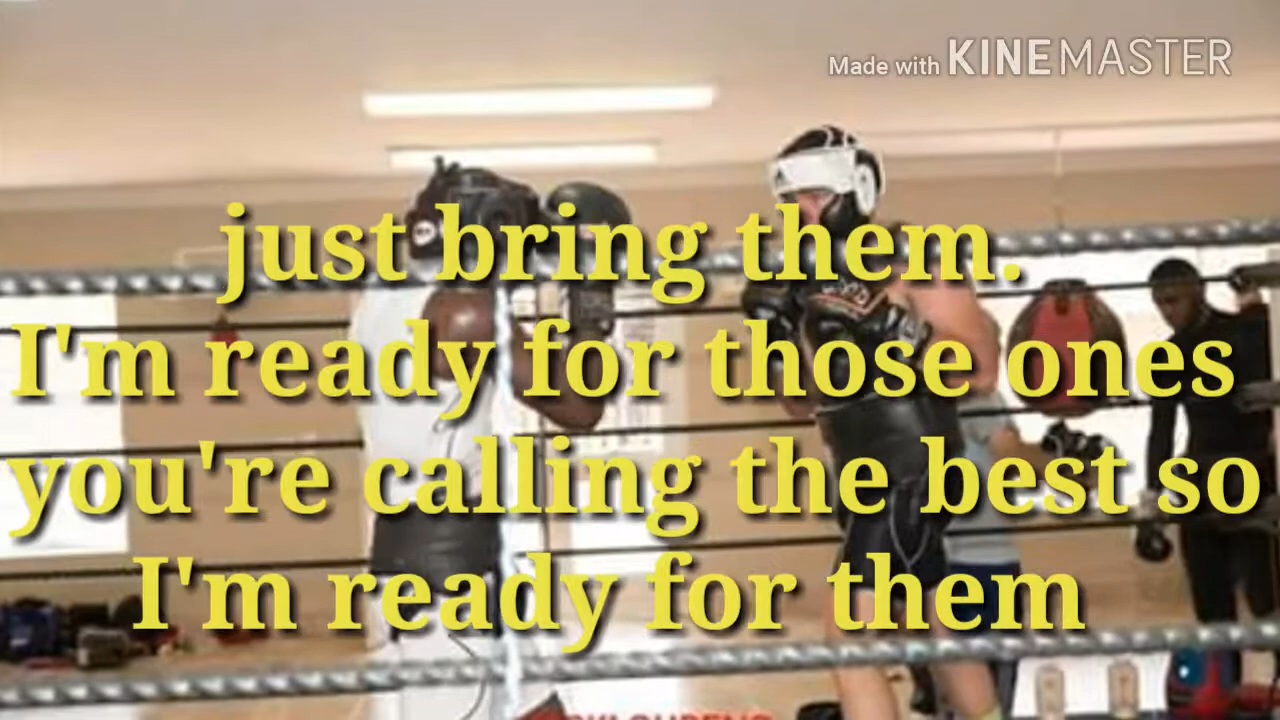 Made with KINEMASTER
just bring them.
I'm ready for those ones
you're calling the best so
I'm ready for them